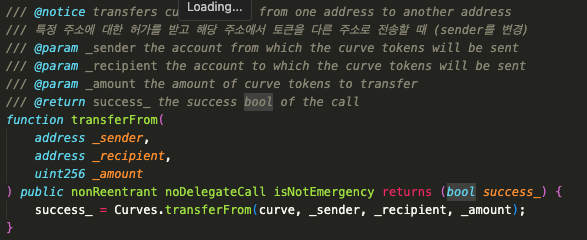 /// @notice transfers cu Loading... from one address to another address
/// 특정 주소에 대한 허가를 받고 해당 주소에서 토큰을 다른 주소로 전송할 때 (sender를 변경)
/// @param _sender the account from which the curve tokens will be sent
/// @param _recipient the account to which the curve tokens will be sent
/// @param _amount the amount of curve tokens to transfer
/// @return success_ the success bool of the call
function transferFrom(
    address _sender,
    address _recipient,
    uint256 _amount
) public nonReentrant noDelegateCall isNotEmergency returns (bool success_) {
    success_ = Curves.transferFrom(curve, _sender, _recipient, _amount);
}